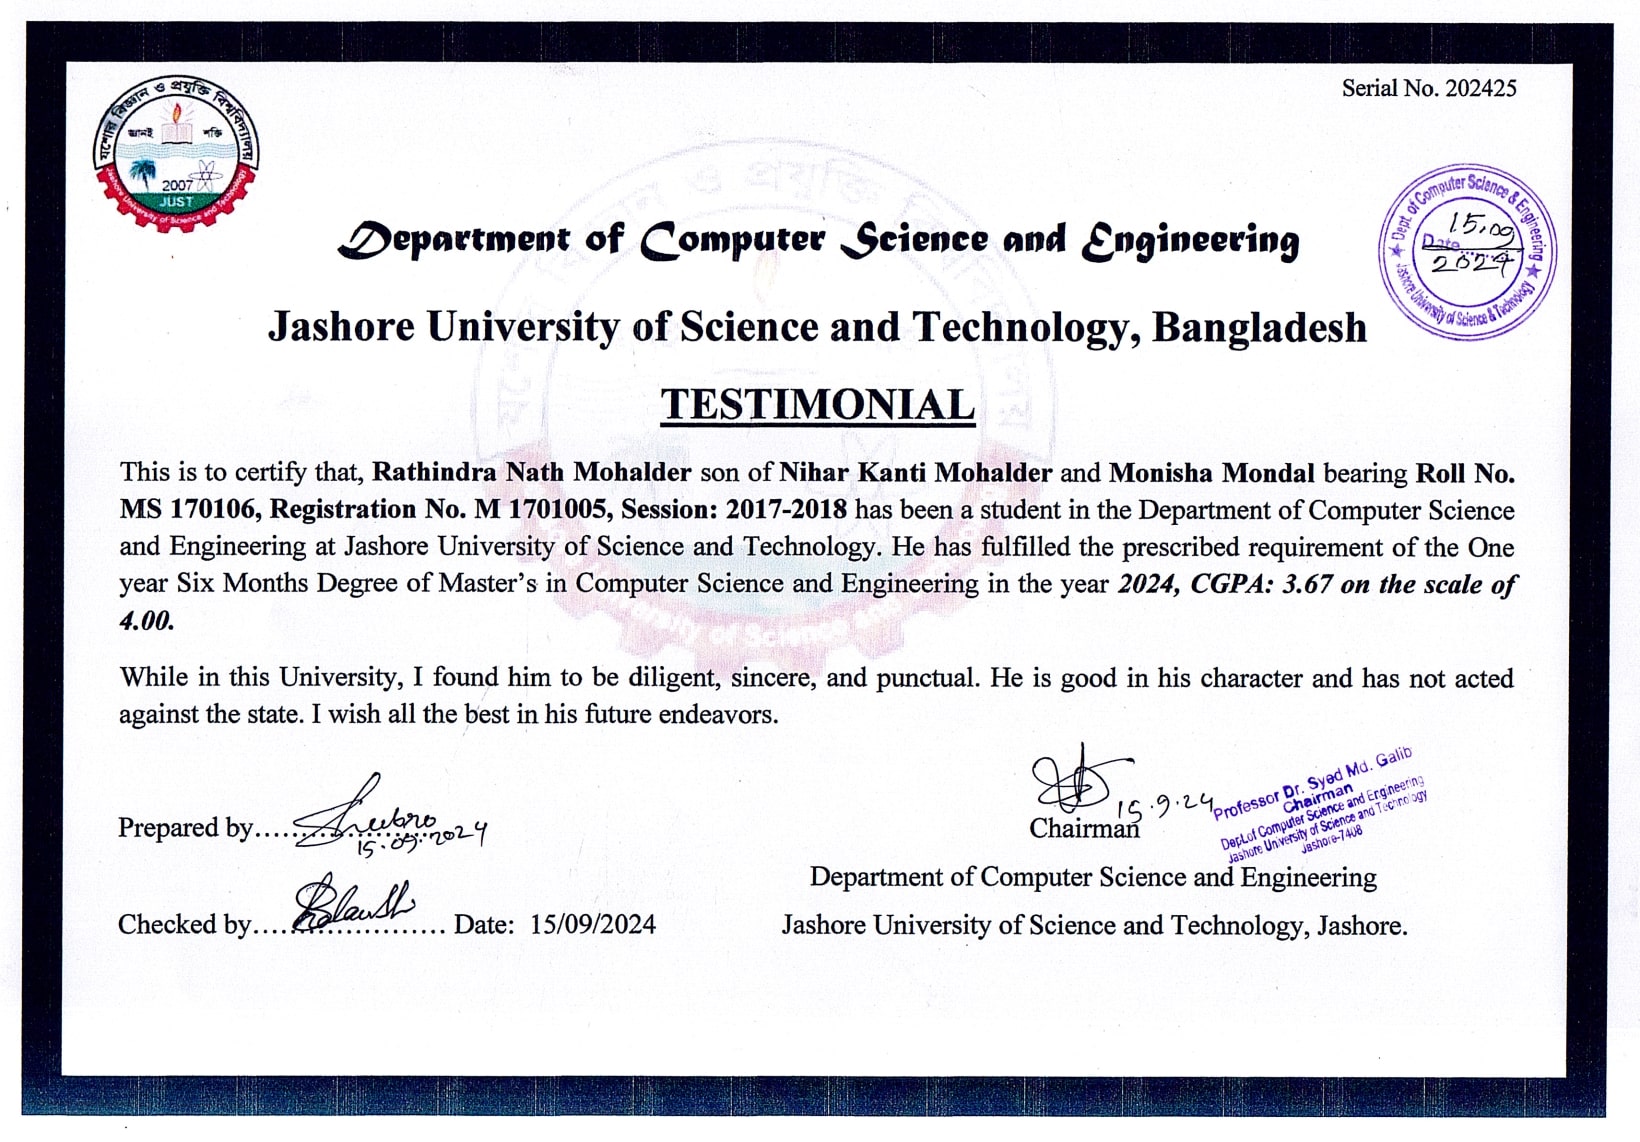 Serial No. 202425
যশোর বিজ্ঞান ও প্রযুক্তি বিশ্ববিদ্যালয়
জ্ঞানই শক্তি
2007
JUST
Jashore University of Science and Technology
Dept. of Computer Science & Engineering
15.09
Date
2024
Jashore University of Science & Technology
Department of Computer Science and Engineering
Jashore University of Science and Technology, Bangladesh
TESTIMONIAL
This is to certify that, Rathindra Nath Mohalder son of Nihar Kanti Mohalder and Monisha Mondal bearing Roll No.
MS 170106, Registration No. M 1701005, Session: 2017-2018 has been a student in the Department of Computer Science
and Engineering at Jashore University of Science and Technology. He has fulfilled the prescribed requirement of the One
year Six Months Degree of Master’s in Computer Science and Engineering in the year 2024, CGPA: 3.67 on the scale of
4.00.
While in this University, I found him to be diligent, sincere, and punctual. He is good in his character and has not acted
against the state. I wish all the best in his future endeavors.
Prepared by......
15.09.2024
Checked by...................... Date: 15/09/2024
15.9.24
Chairman
Professor Dr. Syed Md. Galib
Chairman
Dept.of Computer Science and Engineering
Jashore University of Science and Technology
Jashore-7408
Department of Computer Science and Engineering
Jashore University of Science and Technology, Jashore.